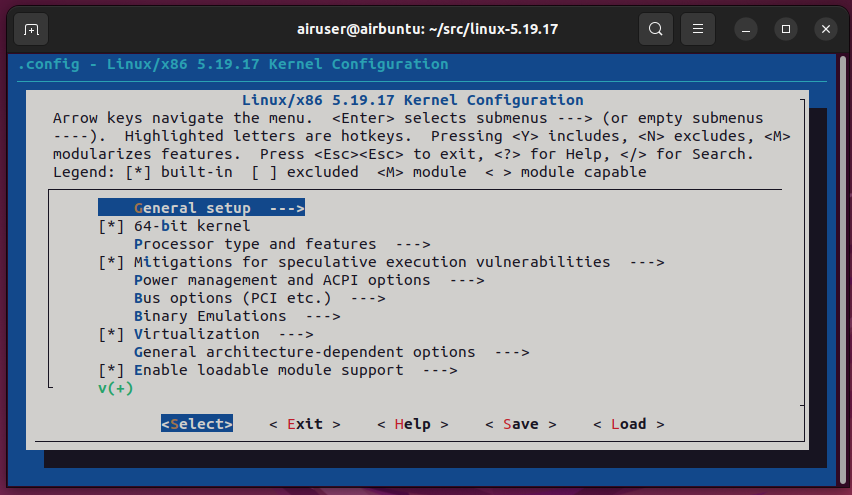 airuser@airbuntu: ~/src/linux-5.19.17
.config - Linux/x86 5.19.17 Kernel Configuration
Linux/x86 5.19.17 Kernel Configuration
Arrow keys navigate the menu.  <Enter> selects submenus ---> (or empty submenus
----).  Highlighted letters are hotkeys.  Pressing <Y> includes, <N> excludes, <M>
modularizes features.  Press <Esc><Esc> to exit, <?> for Help, </> for Search.
Legend: [*] built-in  [ ] excluded  <M> module  < > module capable
General setup  --->
[*] 64-bit kernel
Processor type and features  --->
[*] Mitigations for speculative execution vulnerabilities  --->
Power management and ACPI options  --->
Bus options (PCI etc.)  --->
Binary Emulations  --->
[*] Virtualization  --->
General architecture-dependent options  --->
[*] Enable loadable module support  --->
v(+)
<Select>    < Exit >    < Help >    < Save >    < Load >